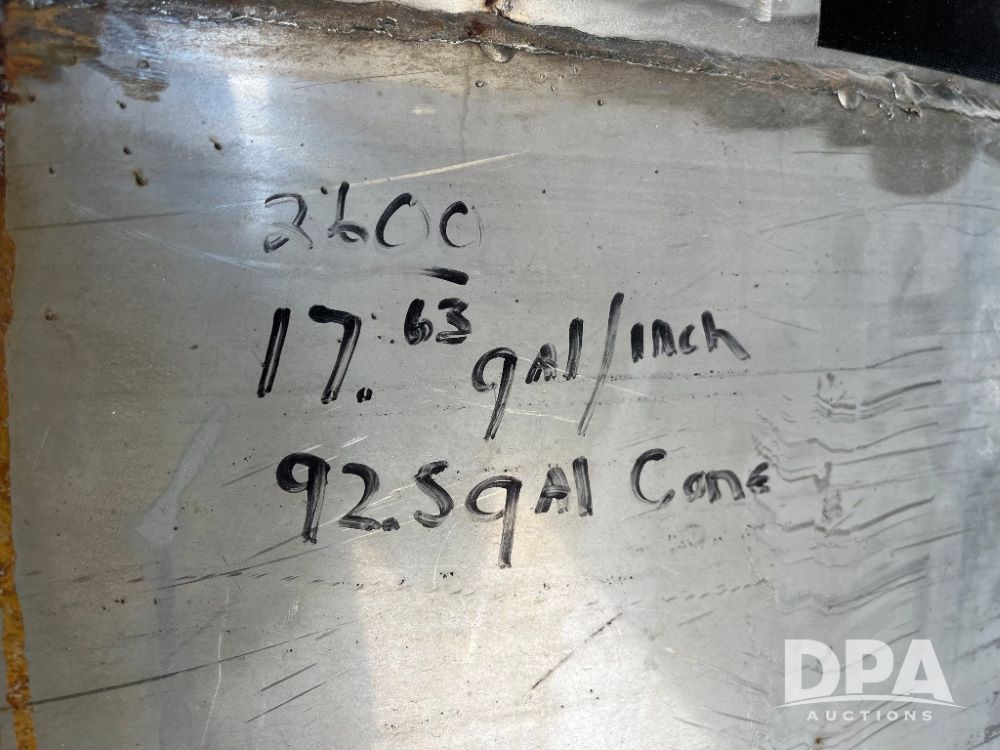 2600
17.63 gAl/Inch
92.5 gAl Cone
DPA
AUCTIONS